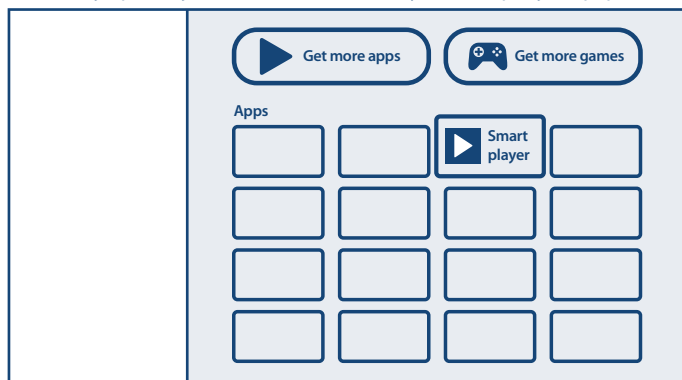 Get more apps
Get more games
Apps
Smart
player